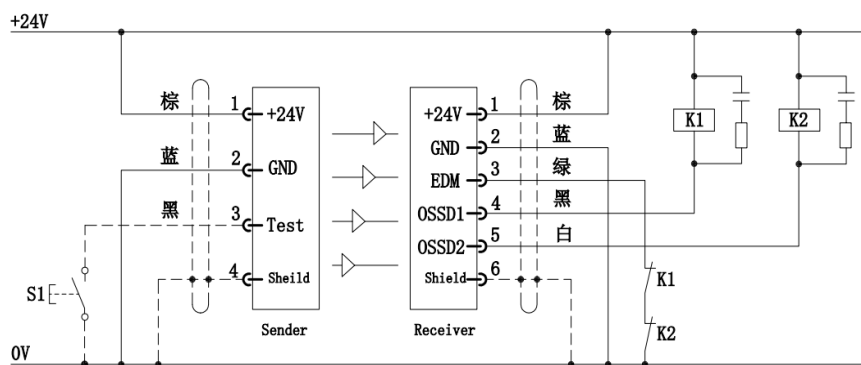 +24V
棕 1 +24V
蓝 2 GND
黑 3 Test
4 Sheild
Sender
S1
0V
+24V 1 棕
GND 2 蓝
EDM 3 绿
OSSD1 4 黑
OSSD2 5 白
Shield 6
Receiver
K1
K2
K1
K2